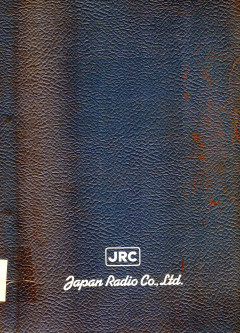 JRC
Japan Radio Co., Ltd.